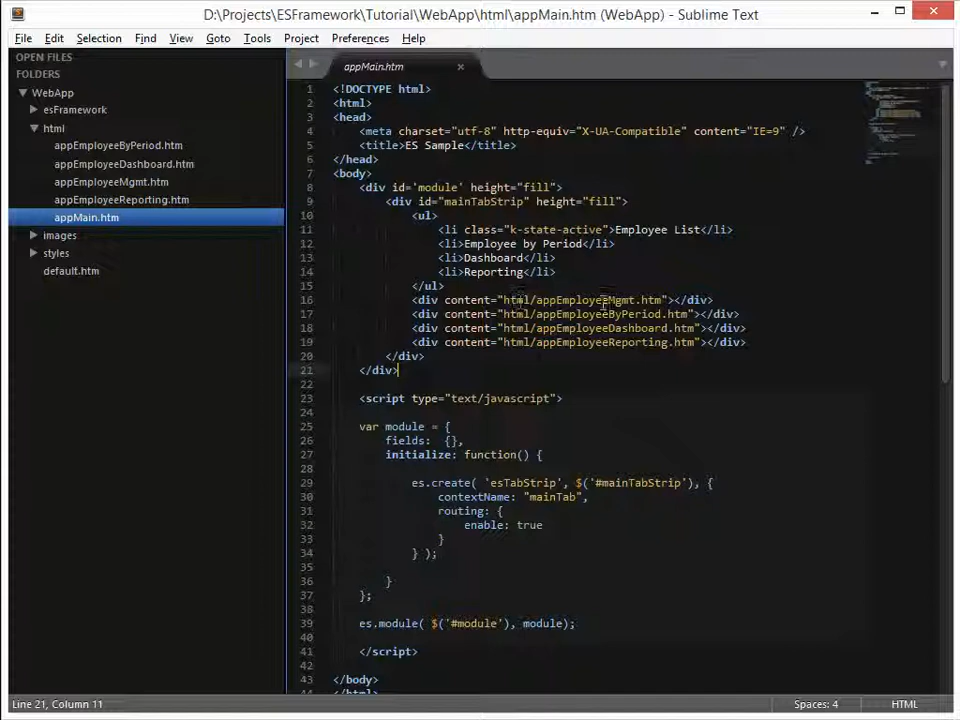 D:\Projects\ESFramework\Tutorial\WebApp\html\appMain.htm (WebApp) - Sublime Text
File Edit Selection Find View Goto Tools Project Preferences Help
OPEN FILES
FOLDERS
WebApp
esFramework
html
appEmployeeByPeriod.htm
appEmployeeDashboard.htm
appEmployeeMgmt.htm
appEmployeeReporting.htm
appMain.htm
images
styles
default.htm
appMain.htm
1 <!DOCTYPE html>
2 <html>
3 <head>
4 <meta charset="utf-8" http-equiv="X-UA-Compatible" content="IE=9" />
5 <title>ES Sample</title>
6 </head>
7 <body>
8 <div id='module' height="fill">
9 <div id="mainTabStrip" height="fill">
10 <ul>
11 <li class="k-state-active">Employee List</li>
12 <li>Employee by Period</li>
13 <li>Dashboard</li>
14 <li>Reporting</li>
15 </ul>
16 <div content="html/appEmployeeMgmt.htm"></div>
17 <div content="html/appEmployeeByPeriod.htm"></div>
18 <div content="html/appEmployeeDashboard.htm"></div>
19 <div content="html/appEmployeeReporting.htm"></div>
20 </div>
21 </div>
22
23 <script type="text/javascript">
24
25 var module = {
26 fields: {},
27 initialize: function() {
28
29 es.create( 'esTabStrip', $('#mainTabStrip'), {
30 contextName: "mainTab",
31 routing: {
32 enable: true
33 }
34 } );
35
36 }
37 };
38
39 es.module( $('#module'), module);
40
41 </script>
42
43 </body>
44 </html>
Line 21, Column 11
Spaces: 4
HTML